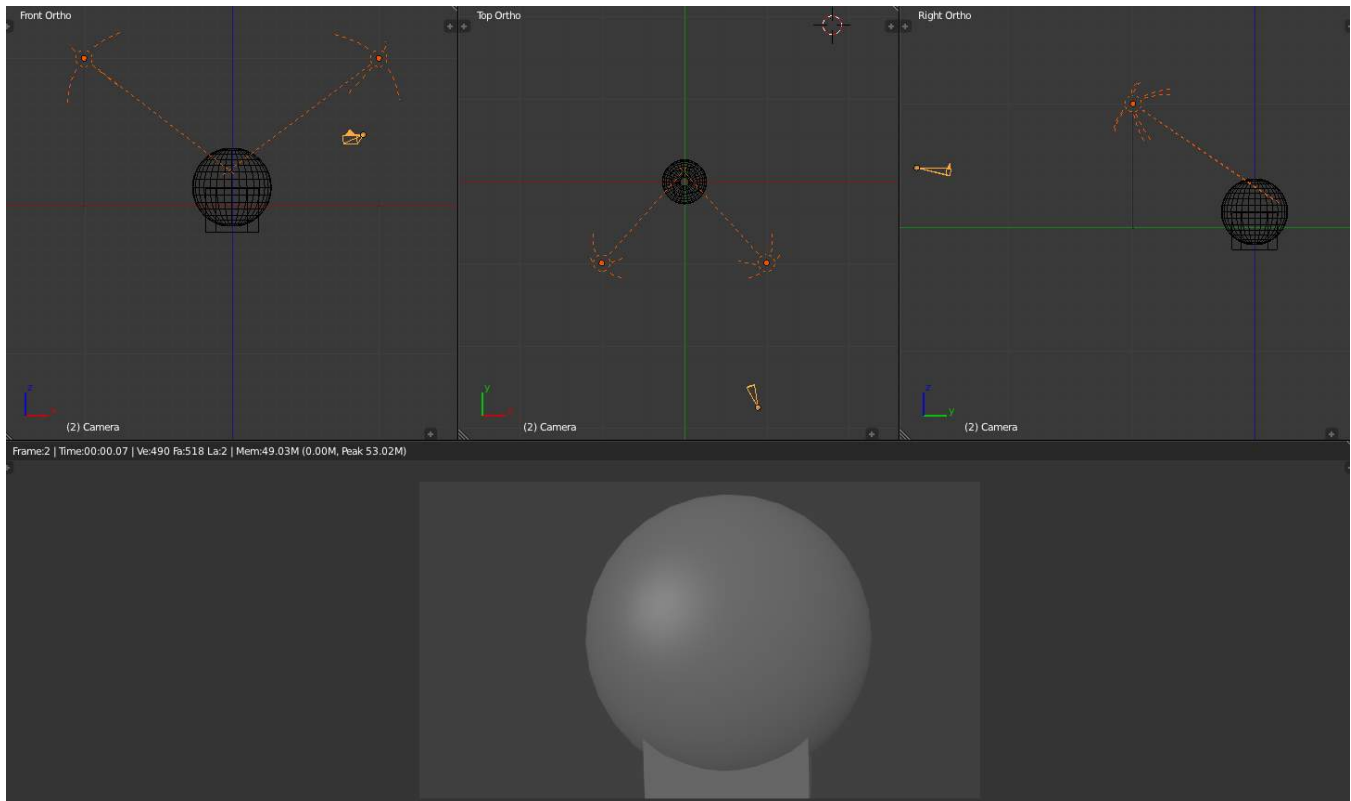 Front Ortho
Top Ortho
Right Ortho
z
x
(2) Camera
y
x
(2) Camera
z
y
(2) Camera
Frame:2 | Time:00:00.07 | Ve:490 Fa:518 La:2 | Mem:49.03M (0.00M, Peak 53.02M)